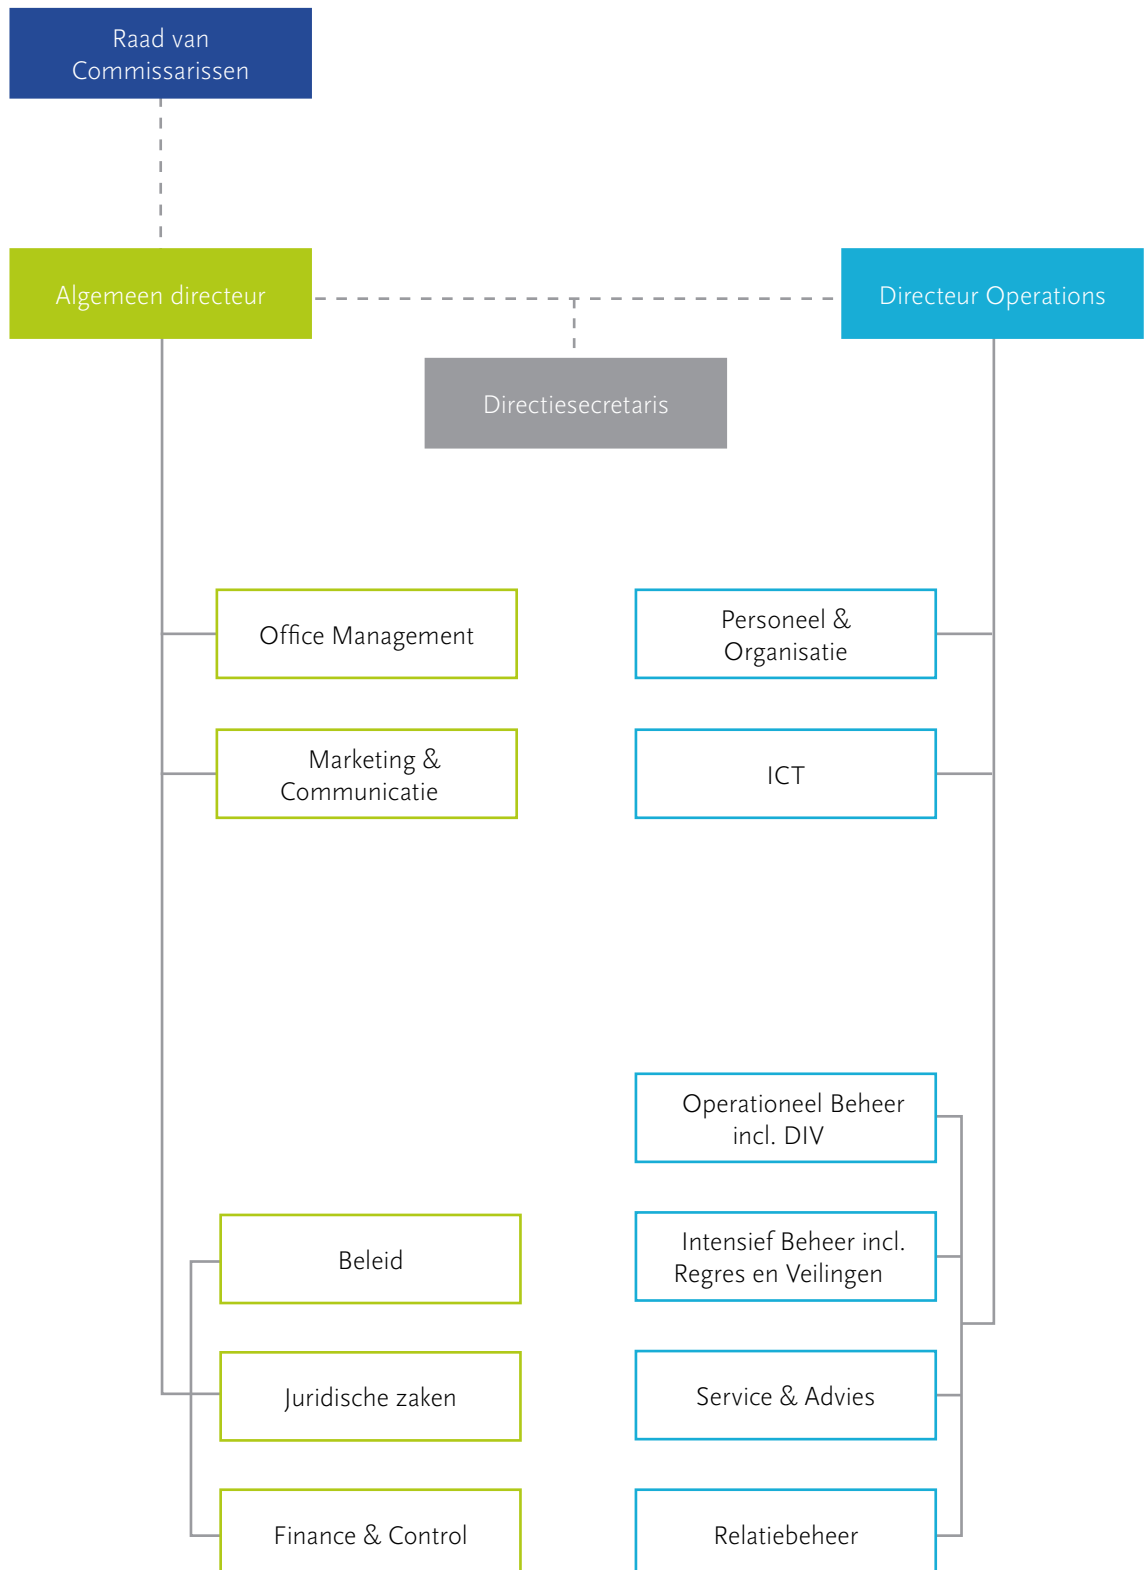 Raad van
Commissarissen
Algemeen directeur
Directeur Operations
Directiesecretaris
Office Management
Personeel &
Organisatie
Marketing &
Communicatie
ICT
Operationeel Beheer
incl. DIV
Beleid
Intensief Beheer incl.
Regres en Veilingen
Juridische zaken
Service & Advies
Finance & Control
Relatiebeheer